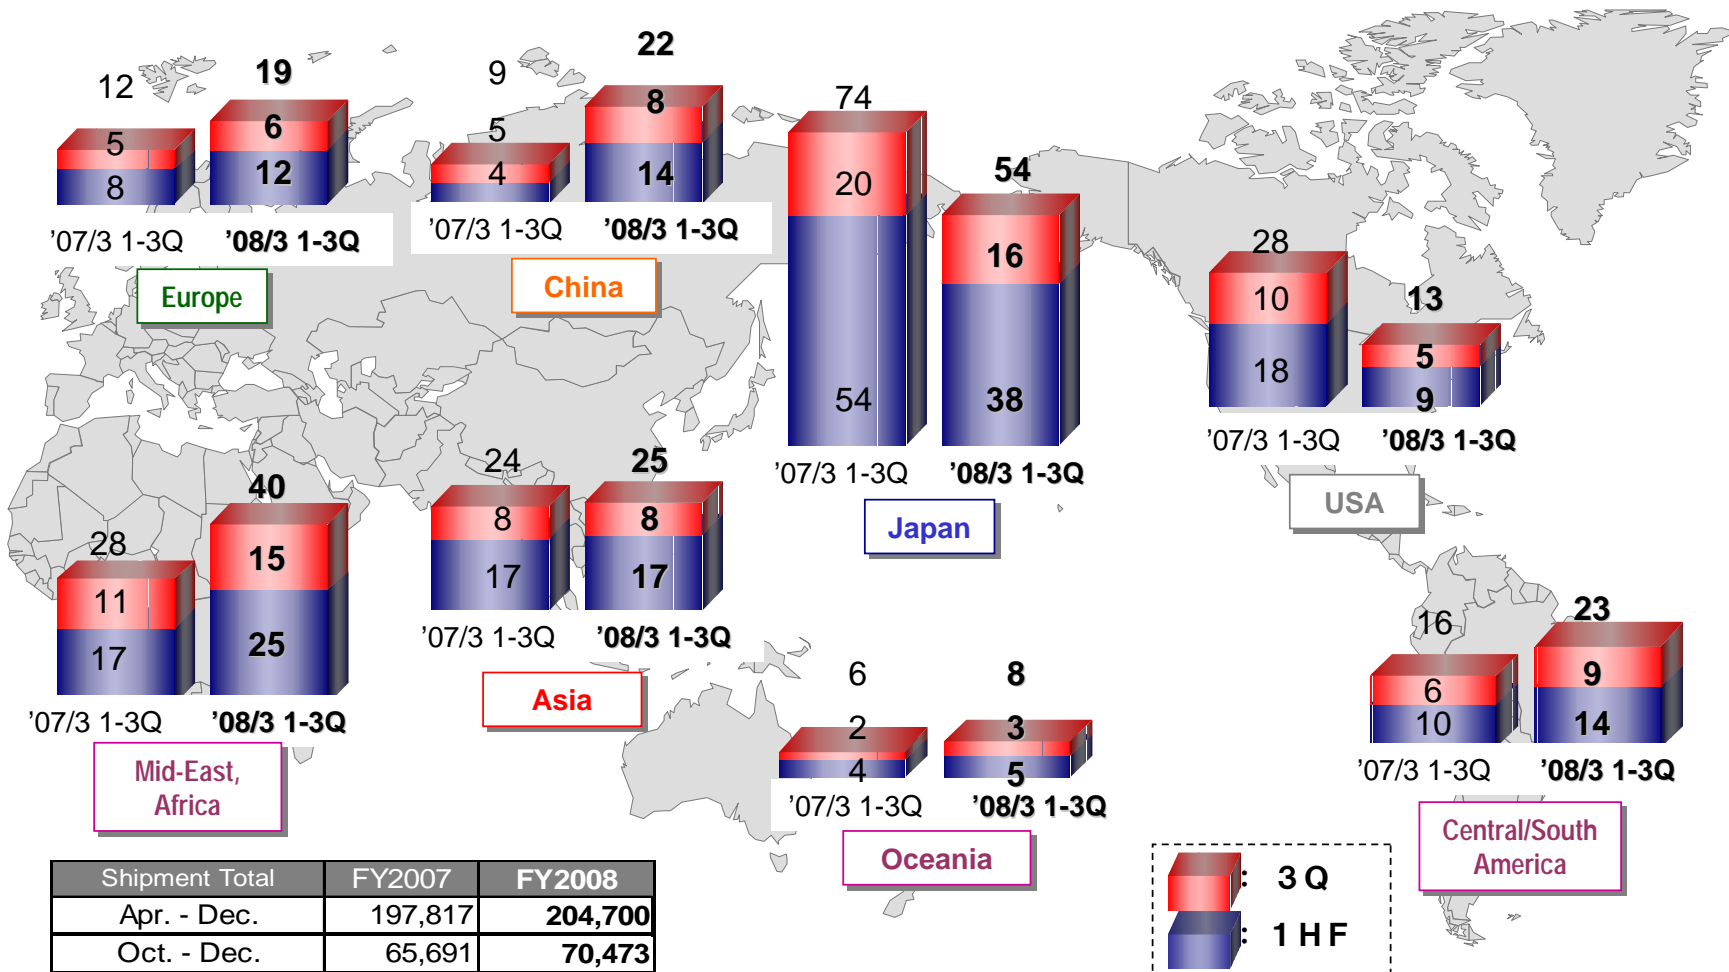 12
19
5
6
8
12
’07/3 1-3Q
’08/3 1-3Q
Europe
9
22
5
8
4
14
’07/3 1-3Q
’08/3 1-3Q
China
74
54
20
16
54
38
’07/3 1-3Q
’08/3 1-3Q
Japan
28
13
10
5
18
9
’07/3 1-3Q
’08/3 1-3Q
USA
28
40
11
15
17
25
’07/3 1-3Q
’08/3 1-3Q
Mid-East,
Africa
24
25
8
8
17
17
’07/3 1-3Q
’08/3 1-3Q
Asia
6
8
2
3
4
5
’07/3 1-3Q
’08/3 1-3Q
Oceania
16
23
6
9
10
14
’07/3 1-3Q
’08/3 1-3Q
Central/South
America
Shipment Total FY2007 FY2008
Apr. - Dec. 197,817 204,700
Oct. - Dec. 65,691 70,473
: 3 Q
: 1 H F